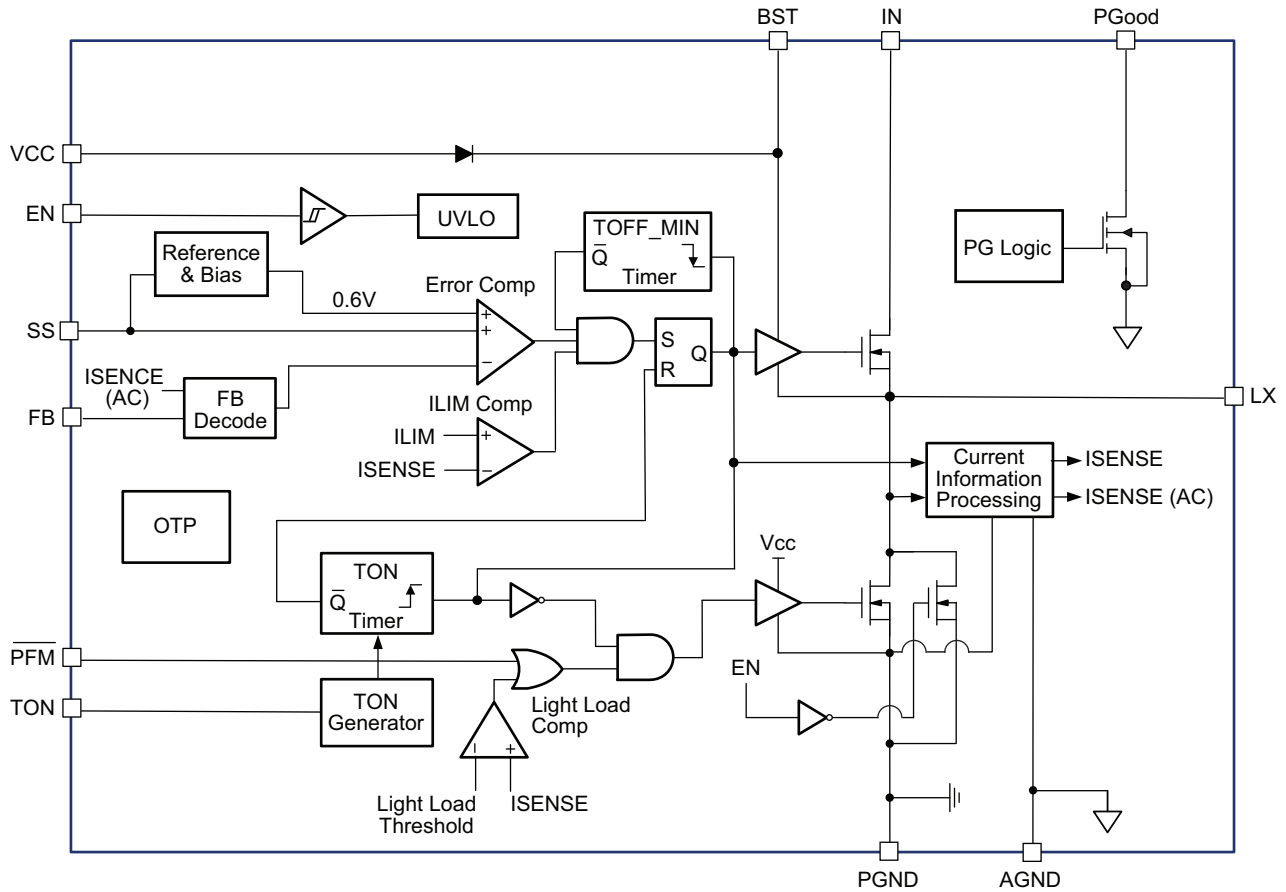 BST
IN
PGood
VCC
EN
UVLO
TOFF_MIN
Q̅
Timer
PG Logic
Reference
& Bias
Error Comp
0.6V
+
+
−
SS
S
R
Q
ISENCE
(AC)
FB
FB
Decode
ILIM Comp
ILIM
+
ISENSE
−
LX
Current
Information
Processing
ISENSE
ISENSE (AC)
OTP
Vcc
TON
Q̅
Timer
P̅F̅M̅
EN
TON
TON
Generator
Light Load
Comp
−
+
Light Load
Threshold
ISENSE
PGND
AGND